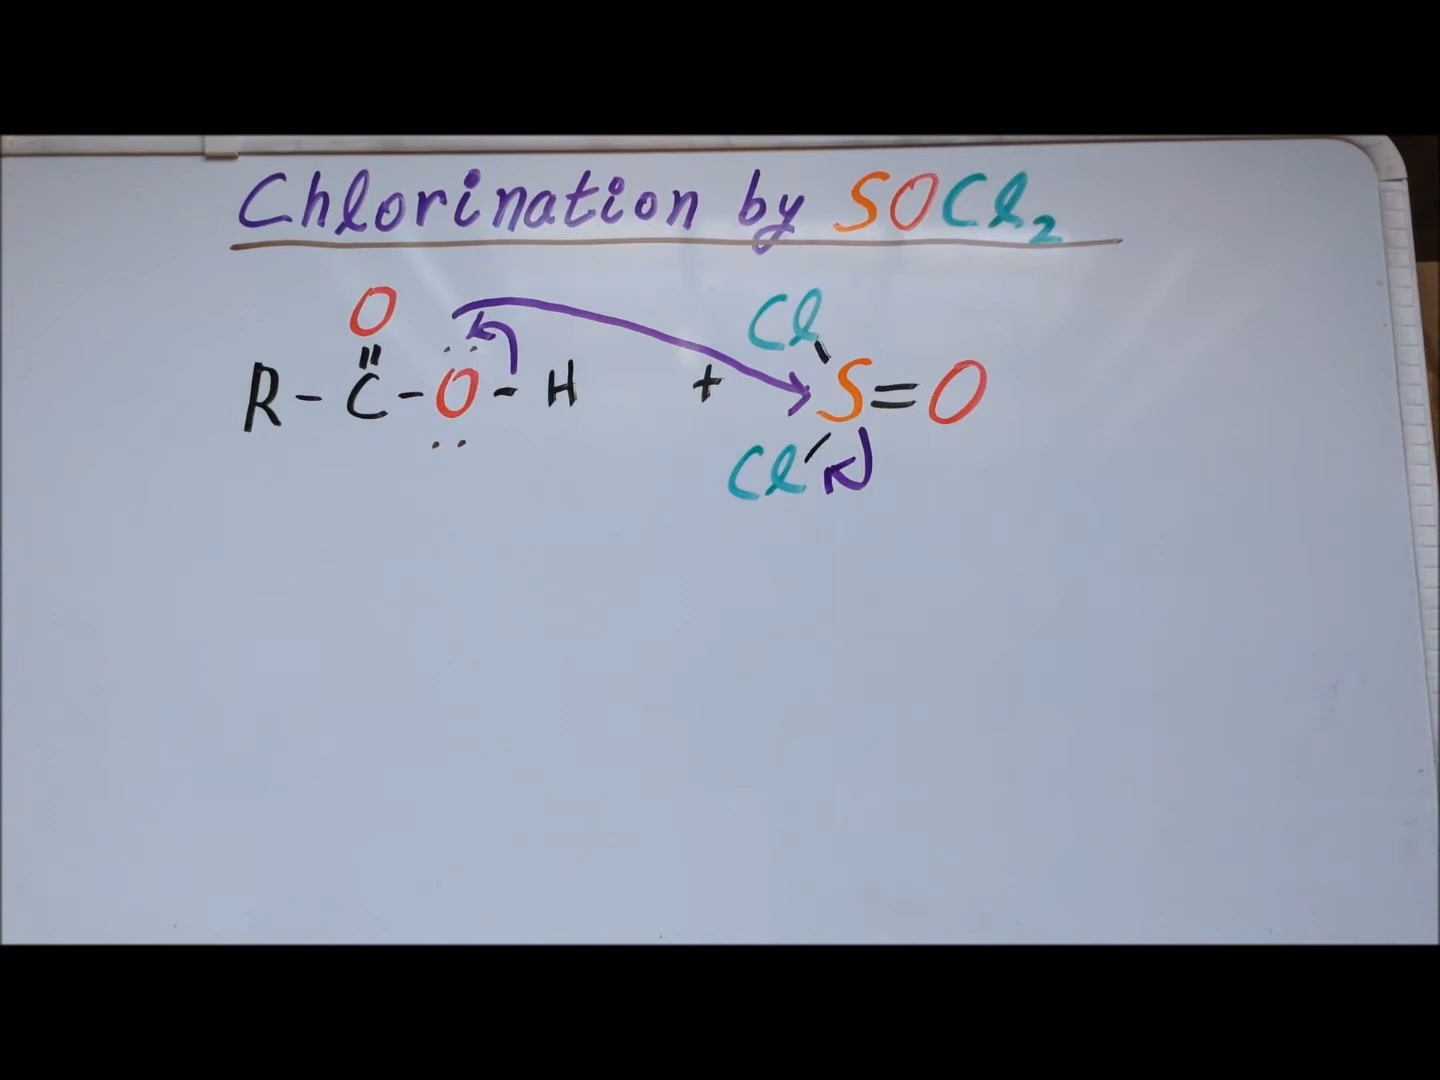 Chlorination by SOCl2
O
Cl
R - C - O - H + S = O
Cl